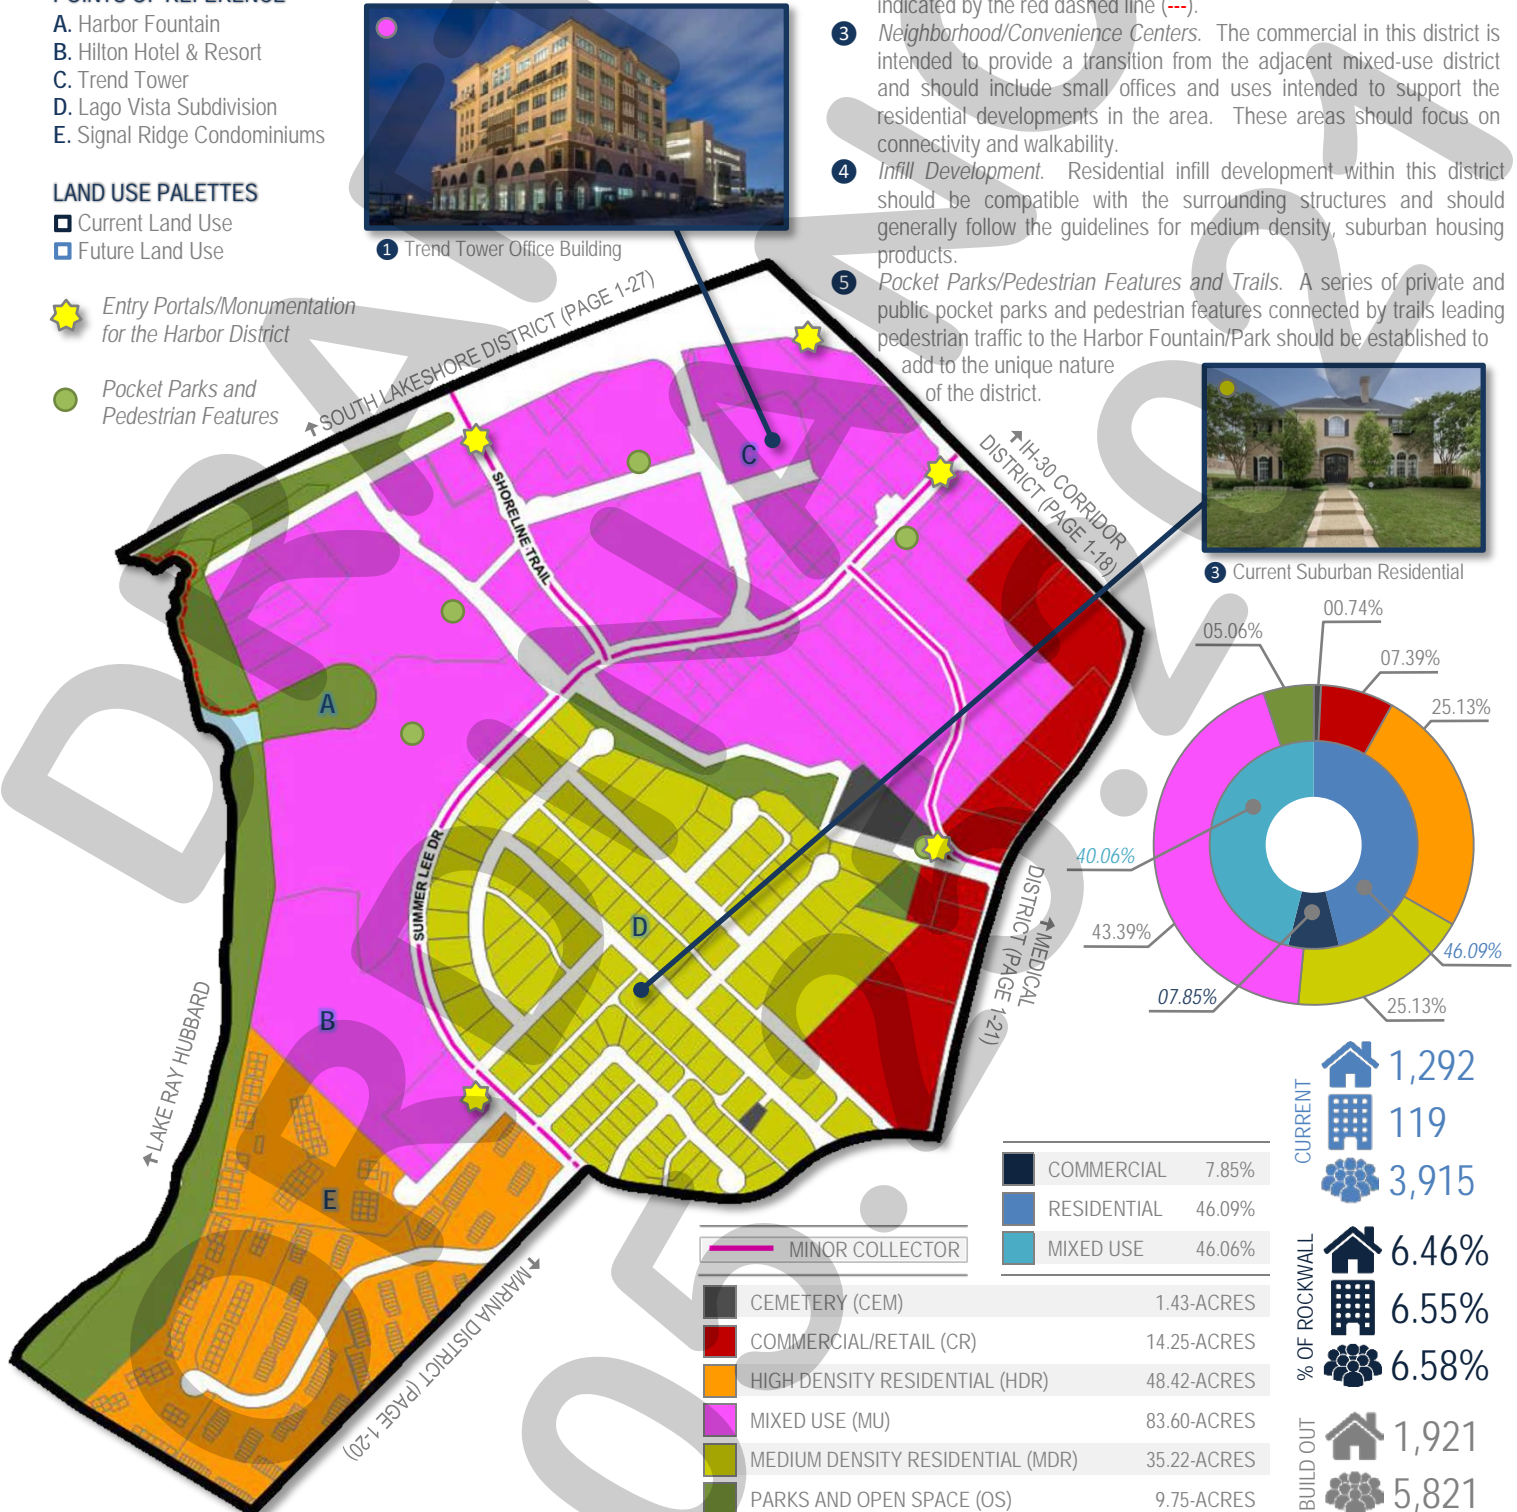 POINTS OF REFERENCE
A. Harbor Fountain
B. Hilton Hotel & Resort
C. Trend Tower
D. Lago Vista Subdivision
E. Signal Ridge Condominiums
LAND USE PALETTES
Current Land Use
Future Land Use
Entry Portals/Monumentation
for the Harbor District
Pocket Parks and
Pedestrian Features
1 Trend Tower Office Building
indicated by the red dashed line (---).
3 Neighborhood/Convenience Centers. The commercial in this district is
intended to provide a transition from the adjacent mixed-use district
and should include small offices and uses intended to support the
residential developments in the area. These areas should focus on
connectivity and walkability.
4 Infill Development. Residential infill development within this district
should be compatible with the surrounding structures and should
generally follow the guidelines for medium density, suburban housing
products.
5 Pocket Parks/Pedestrian Features and Trails. A series of private and
public pocket parks and pedestrian features connected by trails leading
pedestrian traffic to the Harbor Fountain/Park should be established to
add to the unique nature
of the district.
3 Current Suburban Residential
SOUTH LAKESHORE DISTRICT (PAGE 1-27)
IH-30 CORRIDOR
DISTRICT (PAGE 1-18)
MEDICAL
DISTRICT (PAGE 1-21)
MARINA DISTRICT (PAGE 1-20)
LAKE RAY HUBBARD
SHORELINE TRAIL
SUMMER LEE DR
A
B
C
D
E
00.74%
05.06%
07.39%
25.13%
40.06%
43.39%
46.09%
07.85%
25.13%
CURRENT
1,292
119
3,915
% OF ROCKWALL
6.46%
6.55%
6.58%
BUILD OUT
1,921
5,821
COMMERCIAL 7.85%
RESIDENTIAL 46.09%
MIXED USE 46.06%
MINOR COLLECTOR
CEMETERY (CEM) 1.43-ACRES
COMMERCIAL/RETAIL (CR) 14.25-ACRES
HIGH DENSITY RESIDENTIAL (HDR) 48.42-ACRES
MIXED USE (MU) 83.60-ACRES
MEDIUM DENSITY RESIDENTIAL (MDR) 35.22-ACRES
PARKS AND OPEN SPACE (OS) 9.75-ACRES